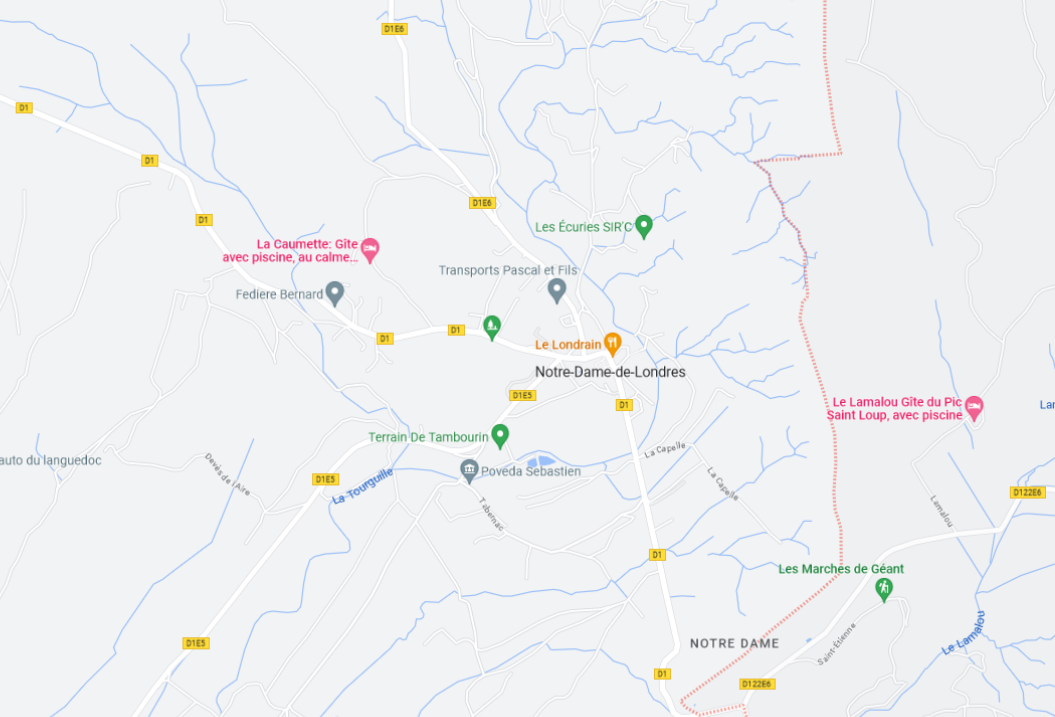 D1E6
D1
D1
D1E6
D1
Les Écuries SIR'C
La Caumette: Gîte
avec piscine, au calme...
Transports Pascal et Fils
Fediere Bernard
D1
D1
Le Londrain
Notre-Dame-de-Londres
D1E5
D1
Le Lamalou Gîte du Pic
Saint Loup, avec piscine
Lar
Terrain De Tambourin
La Capelle
auto du languedoc
Devès de l'Aire
Poveda Sebastien
La Capelle
D1E5
La Tourguille
D122E6
Lamalou
Tabernac
D1
Les Marches de Géant
D1E5
NOTRE DAME
Saint-Étienne
Le Lamalou
D1
D122E6